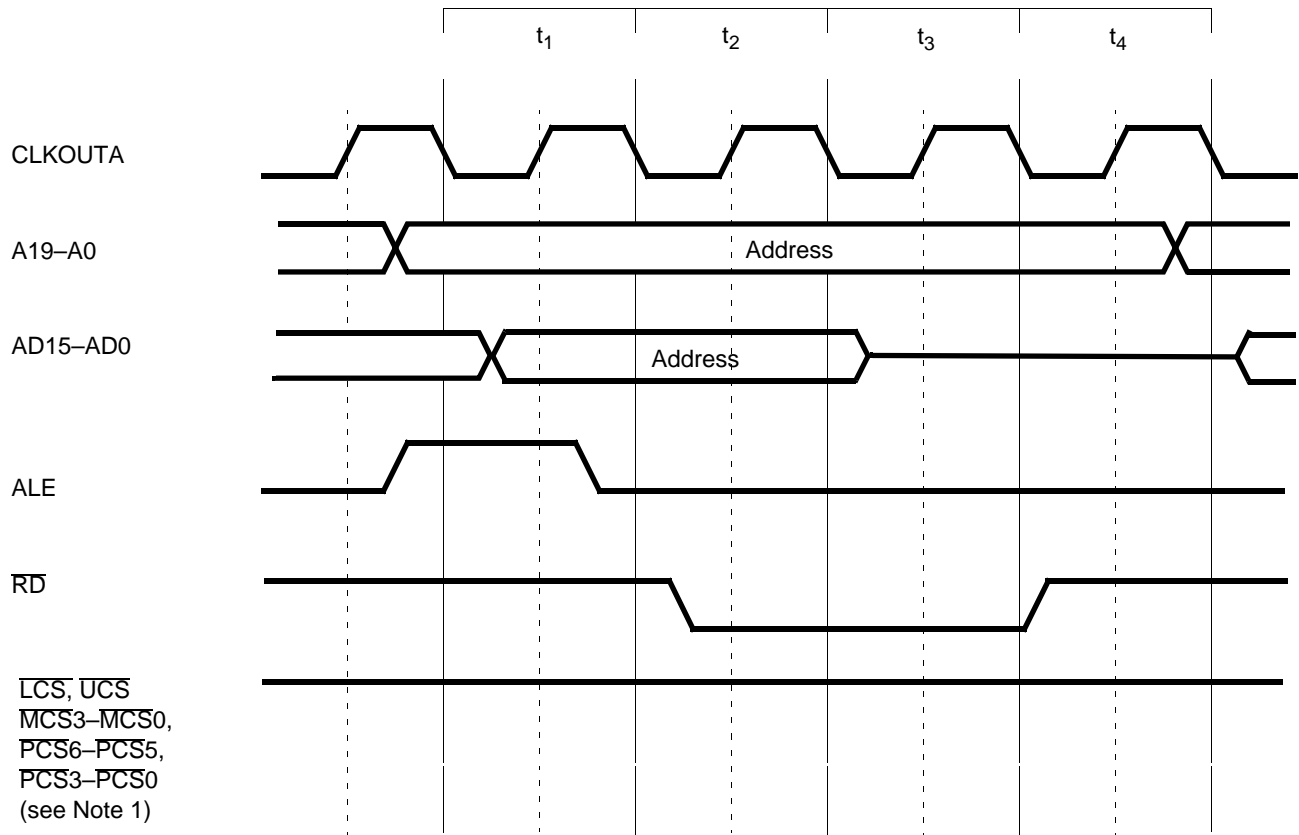 t1 t2 t3 t4
CLKOUTA
A19–A0
Address
AD15–AD0
Address
ALE
RD
LCS, UCS
MCS3–MCS0,
PCS6–PCS5,
PCS3–PCS0
(see Note 1)